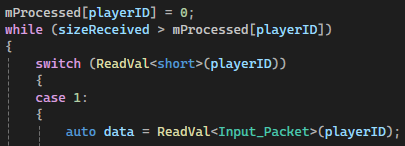 mProcessed[playerID] = 0;
while (sizeReceived > mProcessed[playerID])
{
switch (ReadVal<short>(playerID))
{
case 1:
{
auto data = ReadVal<Input_Packet>(playerID);